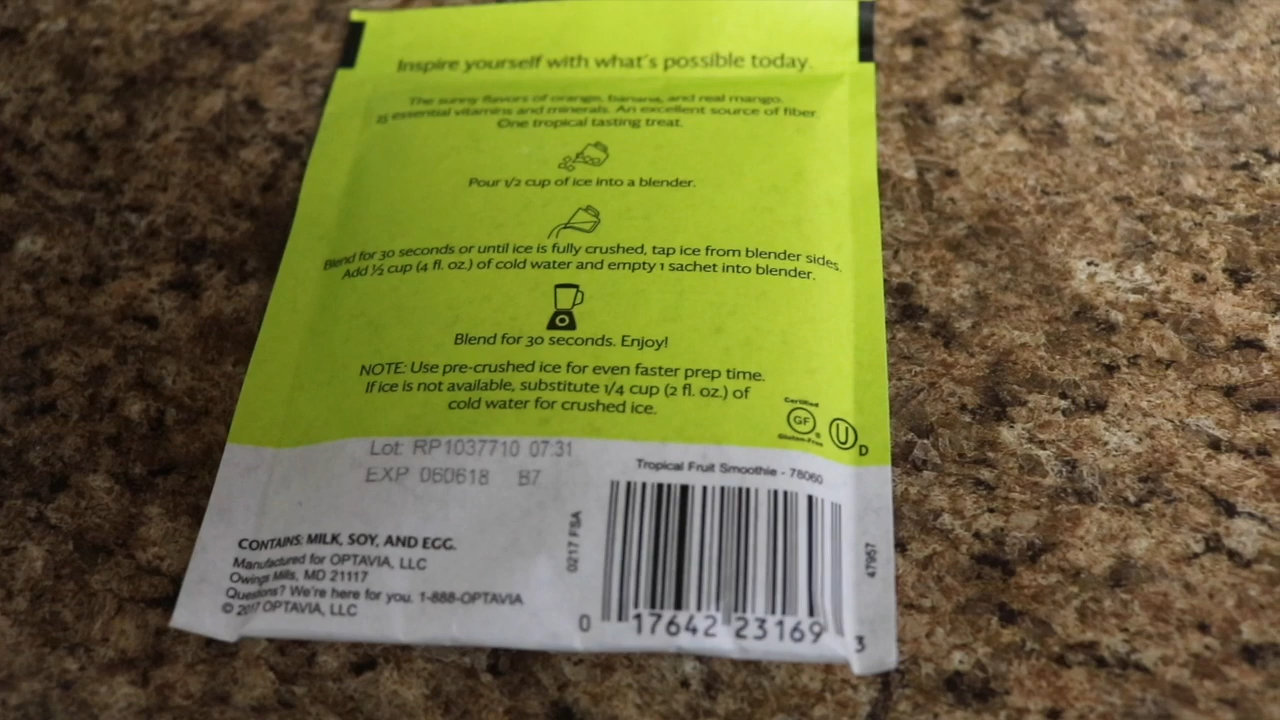 Inspire yourself with what's possible today.
The sunny flavors of orange, banana, and real mango.
25 essential vitamins and minerals. An excellent source of fiber.
One tropical tasting treat.
Pour 1/2 cup of ice into a blender.
Blend for 30 seconds or until ice is fully crushed, tap ice from blender sides.
Add ½ cup (4 fl. oz.) of cold water and empty 1 sachet into blender.
Blend for 30 seconds. Enjoy!
NOTE: Use pre-crushed ice for even faster prep time.
If ice is not available, substitute 1/4 cup (2 fl. oz.) of
cold water for crushed ice.
Certified
GF
®
Gluten-Free
U
D
Lot: RP1037710 07:31
EXP 060618 B7
Tropical Fruit Smoothie - 78060
CONTAINS: MILK, SOY, AND EGG.
Manufactured for OPTAVIA, LLC
Owings Mills, MD 21117
Questions? We're here for you. 1-888-OPTAVIA
© 2017 OPTAVIA, LLC
0217 FSA
47957
0 17642 23169 3